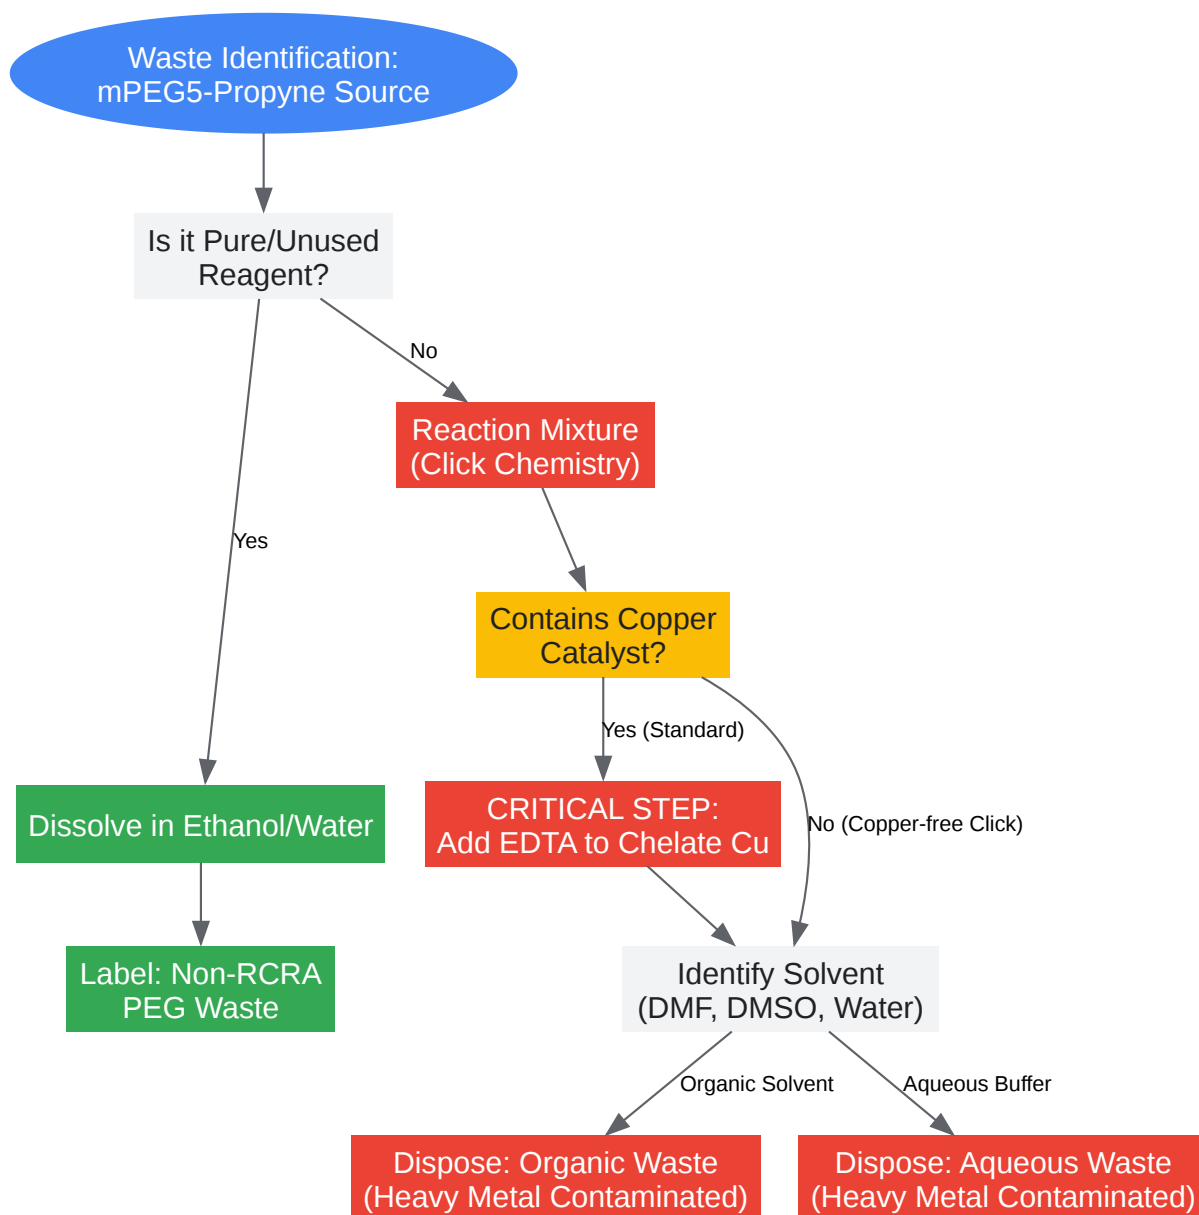 Waste Identification:
mPEG5-Propyne Source
Is it Pure/Unused
Reagent?
No
Reaction Mixture
(Click Chemistry)
Yes
Contains Copper
Catalyst?
Yes (Standard)
Dissolve in Ethanol/Water
CRITICAL STEP:
Add EDTA to Chelate Cu
No (Copper-free Click)
Label: Non-RCRA
PEG Waste
Identify Solvent
(DMF, DMSO, Water)
Organic Solvent
Aqueous Buffer
Dispose: Organic Waste
(Heavy Metal Contaminated)
Dispose: Aqueous Waste
(Heavy Metal Contaminated)